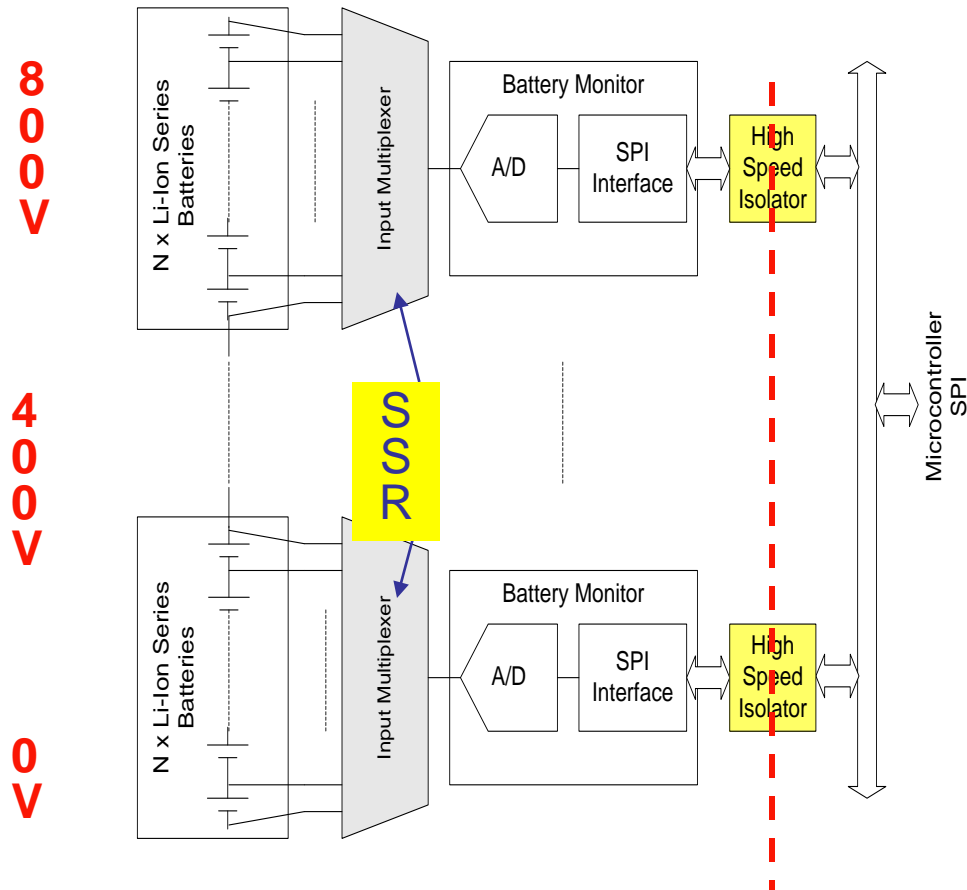 800V
N x Li-Ion Series
Batteries
Input Multiplexer
Battery Monitor
A/D
SPI
Interface
High
Speed
Isolator
400V
SSR
Microcontroller
SPI
0V
N x Li-Ion Series
Batteries
Input Multiplexer
Battery Monitor
A/D
SPI
Interface
High
Speed
Isolator